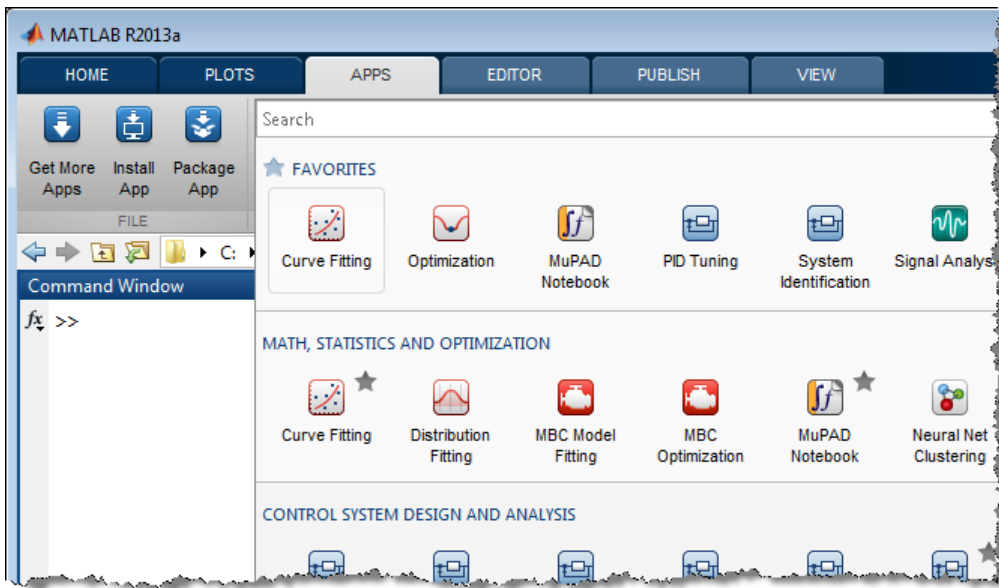 MATLAB R2013a
HOME PLOTS APPS EDITOR PUBLISH VIEW
Search
Get More Apps
Install App
Package App
FILE
FAVORITES
Curve Fitting
Optimization
MuPAD Notebook
PID Tuning
System Identification
Signal Analys
C:
Command Window
fx >>
MATH, STATISTICS AND OPTIMIZATION
Curve Fitting
Distribution Fitting
MBC Model Fitting
MBC Optimization
MuPAD Notebook
Neural Net Clustering
CONTROL SYSTEM DESIGN AND ANALYSIS